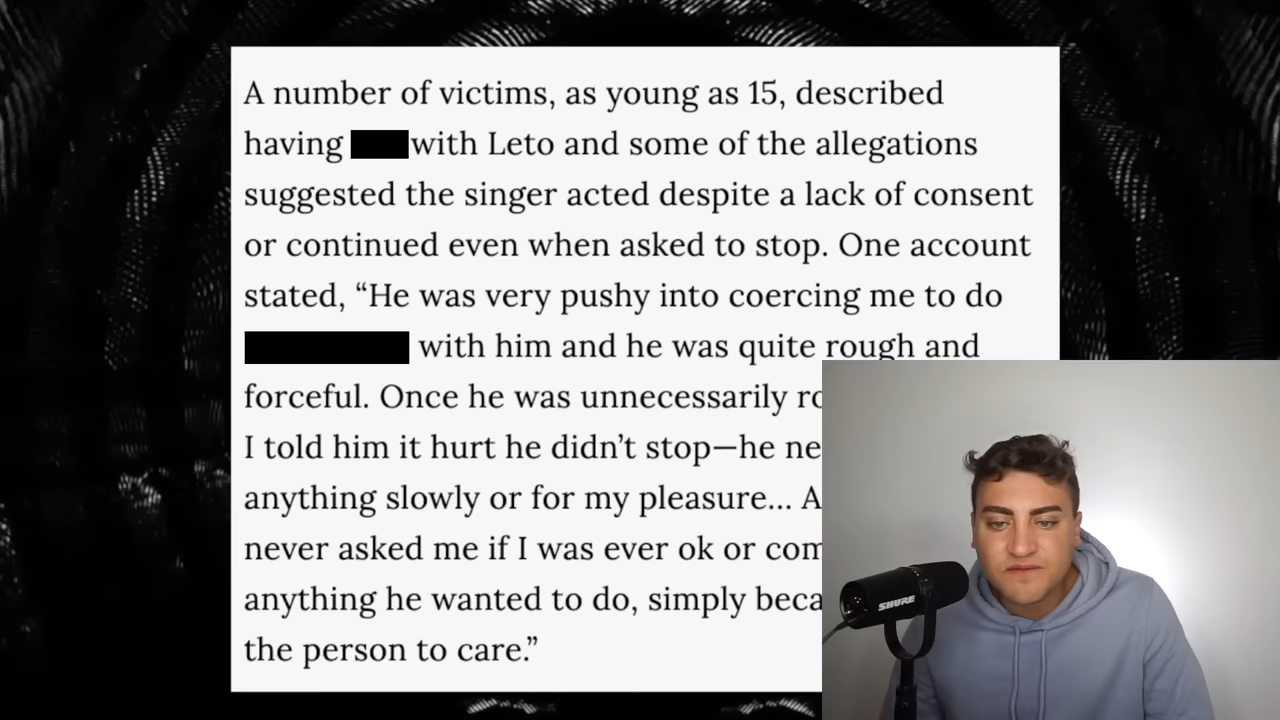 A number of victims, as young as 15, described
having with Leto and some of the allegations
suggested the singer acted despite a lack of consent
or continued even when asked to stop. One account
stated, “He was very pushy into coercing me to do
with him and he was quite rough and
forceful. Once he was unnecessarily
I told him it hurt he didn’t stop—he
anything slowly or for my pleasure...
never asked me if I was ever ok or
anything he wanted to do, simply
the person to care.”
SHURE